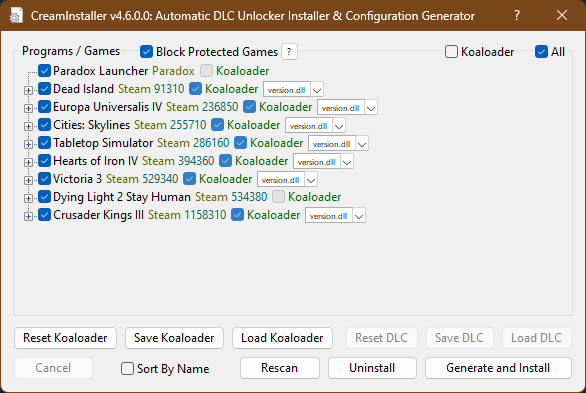 CreamInstaller v4.6.0.0: Automatic DLC Unlocker Installer & Configuration Generator ?
Programs / Games Block Protected Games ? Koaloader All
Paradox Launcher Paradox Koaloader
Dead Island Steam 91310 Koaloader version.dll
Europa Universalis IV Steam 236850 Koaloader version.dll
Cities: Skylines Steam 255710 Koaloader version.dll
Tabletop Simulator Steam 286160 Koaloader version.dll
Hearts of Iron IV Steam 394360 Koaloader version.dll
Victoria 3 Steam 529340 Koaloader version.dll
Dying Light 2 Stay Human Steam 534380 Koaloader
Crusader Kings III Steam 1158310 Koaloader version.dll
Reset Koaloader Save Koaloader Load Koaloader Reset DLC Save DLC Load DLC
Cancel Sort By Name Rescan Uninstall Generate and Install